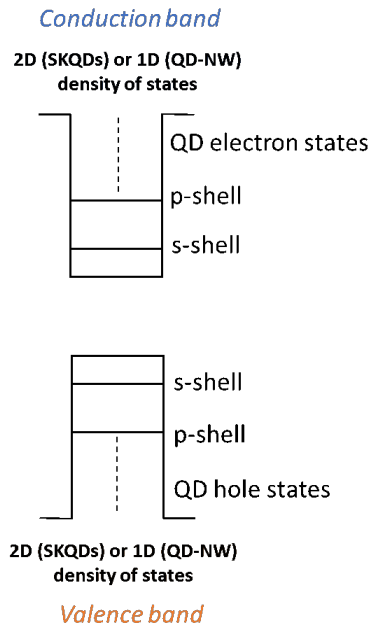 Conduction band
2D (SKQDs) or 1D (QD-NW)
density of states
QD electron states
p-shell
s-shell
s-shell
p-shell
QD hole states
2D (SKQDs) or 1D (QD-NW)
density of states
Valence band